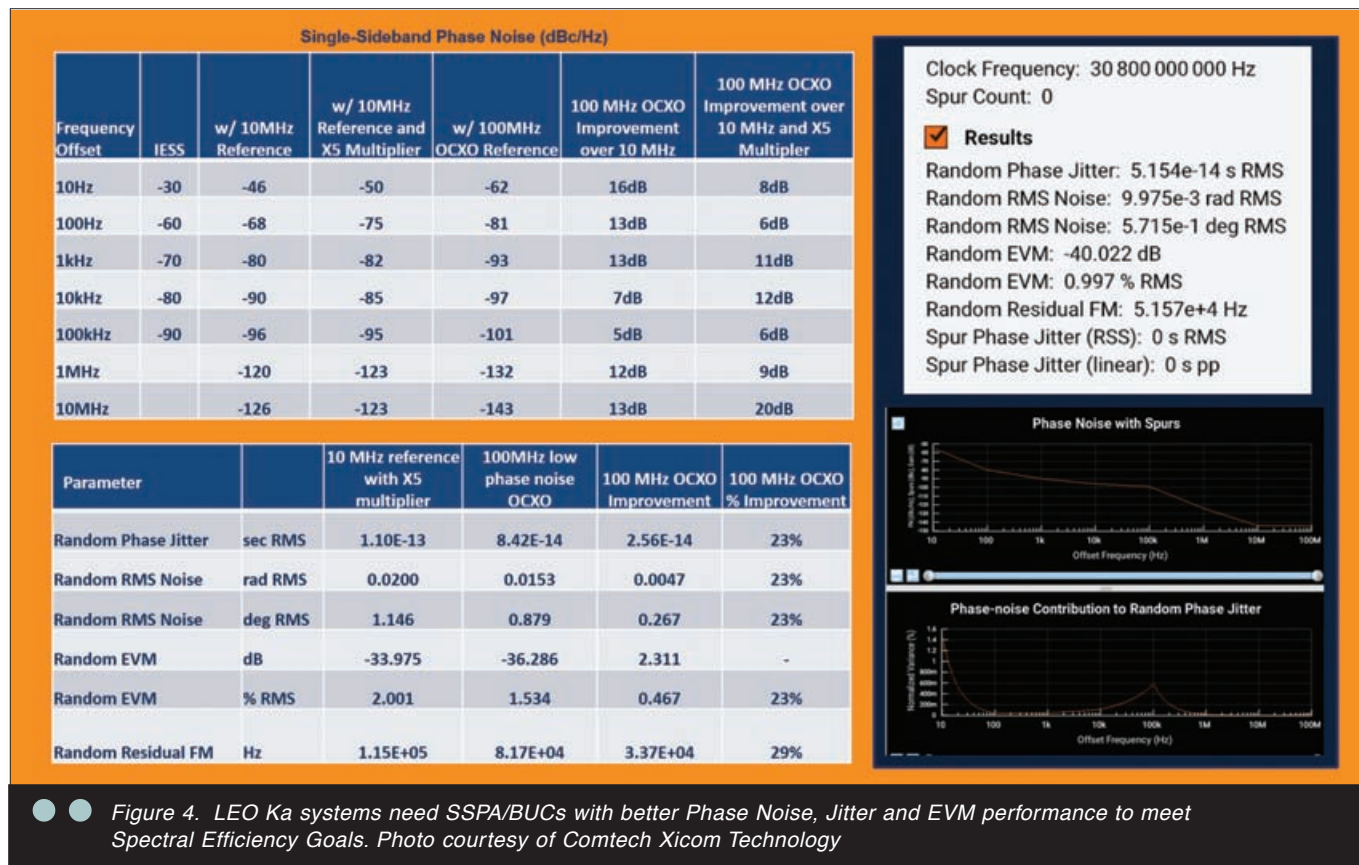 Single-Sideband Phase Noise (dBc/Hz)
Frequency Offset | IESS | w/ 10MHz Reference | w/ 10MHz Reference and X5 Multiplier | w/ 100MHz OCXO Reference | 100 MHz OCXO Improvement over 10 MHz | 100 MHz OCXO Improvement over 10 MHz and X5 Multipler
10Hz | -30 | -46 | -50 | -62 | 16dB | 8dB
100Hz | -60 | -68 | -75 | -81 | 13dB | 6dB
1kHz | -70 | -80 | -82 | -93 | 13dB | 11dB
10kHz | -80 | -90 | -85 | -97 | 7dB | 12dB
100kHz | -90 | -96 | -95 | -101 | 5dB | 6dB
1MHz | | -120 | -123 | -132 | 12dB | 9dB
10MHz | | -126 | -123 | -143 | 13dB | 20dB
Parameter | | 10 MHz reference with X5 multiplier | 100MHz low phase noise OCXO | 100 MHz OCXO Improvement | 100 MHz OCXO % Improvement
Random Phase Jitter | sec RMS | 1.10E-13 | 8.42E-14 | 2.56E-14 | 23%
Random RMS Noise | rad RMS | 0.0200 | 0.0153 | 0.0047 | 23%
Random RMS Noise | deg RMS | 1.146 | 0.879 | 0.267 | 23%
Random EVM | dB | -33.975 | -36.286 | 2.311 | -
Random EVM | % RMS | 2.001 | 1.534 | 0.467 | 23%
Random Residual FM | Hz | 1.15E+05 | 8.17E+04 | 3.37E+04 | 29%
Clock Frequency: 30 800 000 000 Hz
Spur Count: 0
Results
Random Phase Jitter: 5.154e-14 s RMS
Random RMS Noise: 9.975e-3 rad RMS
Random RMS Noise: 5.715e-1 deg RMS
Random EVM: -40.022 dB
Random EVM: 0.997 % RMS
Random Residual FM: 5.157e+4 Hz
Spur Phase Jitter (RSS): 0 s RMS
Spur Phase Jitter (linear): 0 s pp
Phase Noise with Spurs
10 100 1k 10k 100k 1M 10M 100M
Offset Frequency (Hz)
Phase-noise Contribution to Random Phase Jitter
Normalized Variance (%)
1.6
1.4
1.2
1
800m
600m
400m
200m
0
10 100 1k 10k 100k 1M 10M 100M
Offset Frequency (Hz)
Figure 4. LEO Ka systems need SSPA/BUCs with better Phase Noise, Jitter and EVM performance to meet
Spectral Efficiency Goals. Photo courtesy of Comtech Xicom Technology